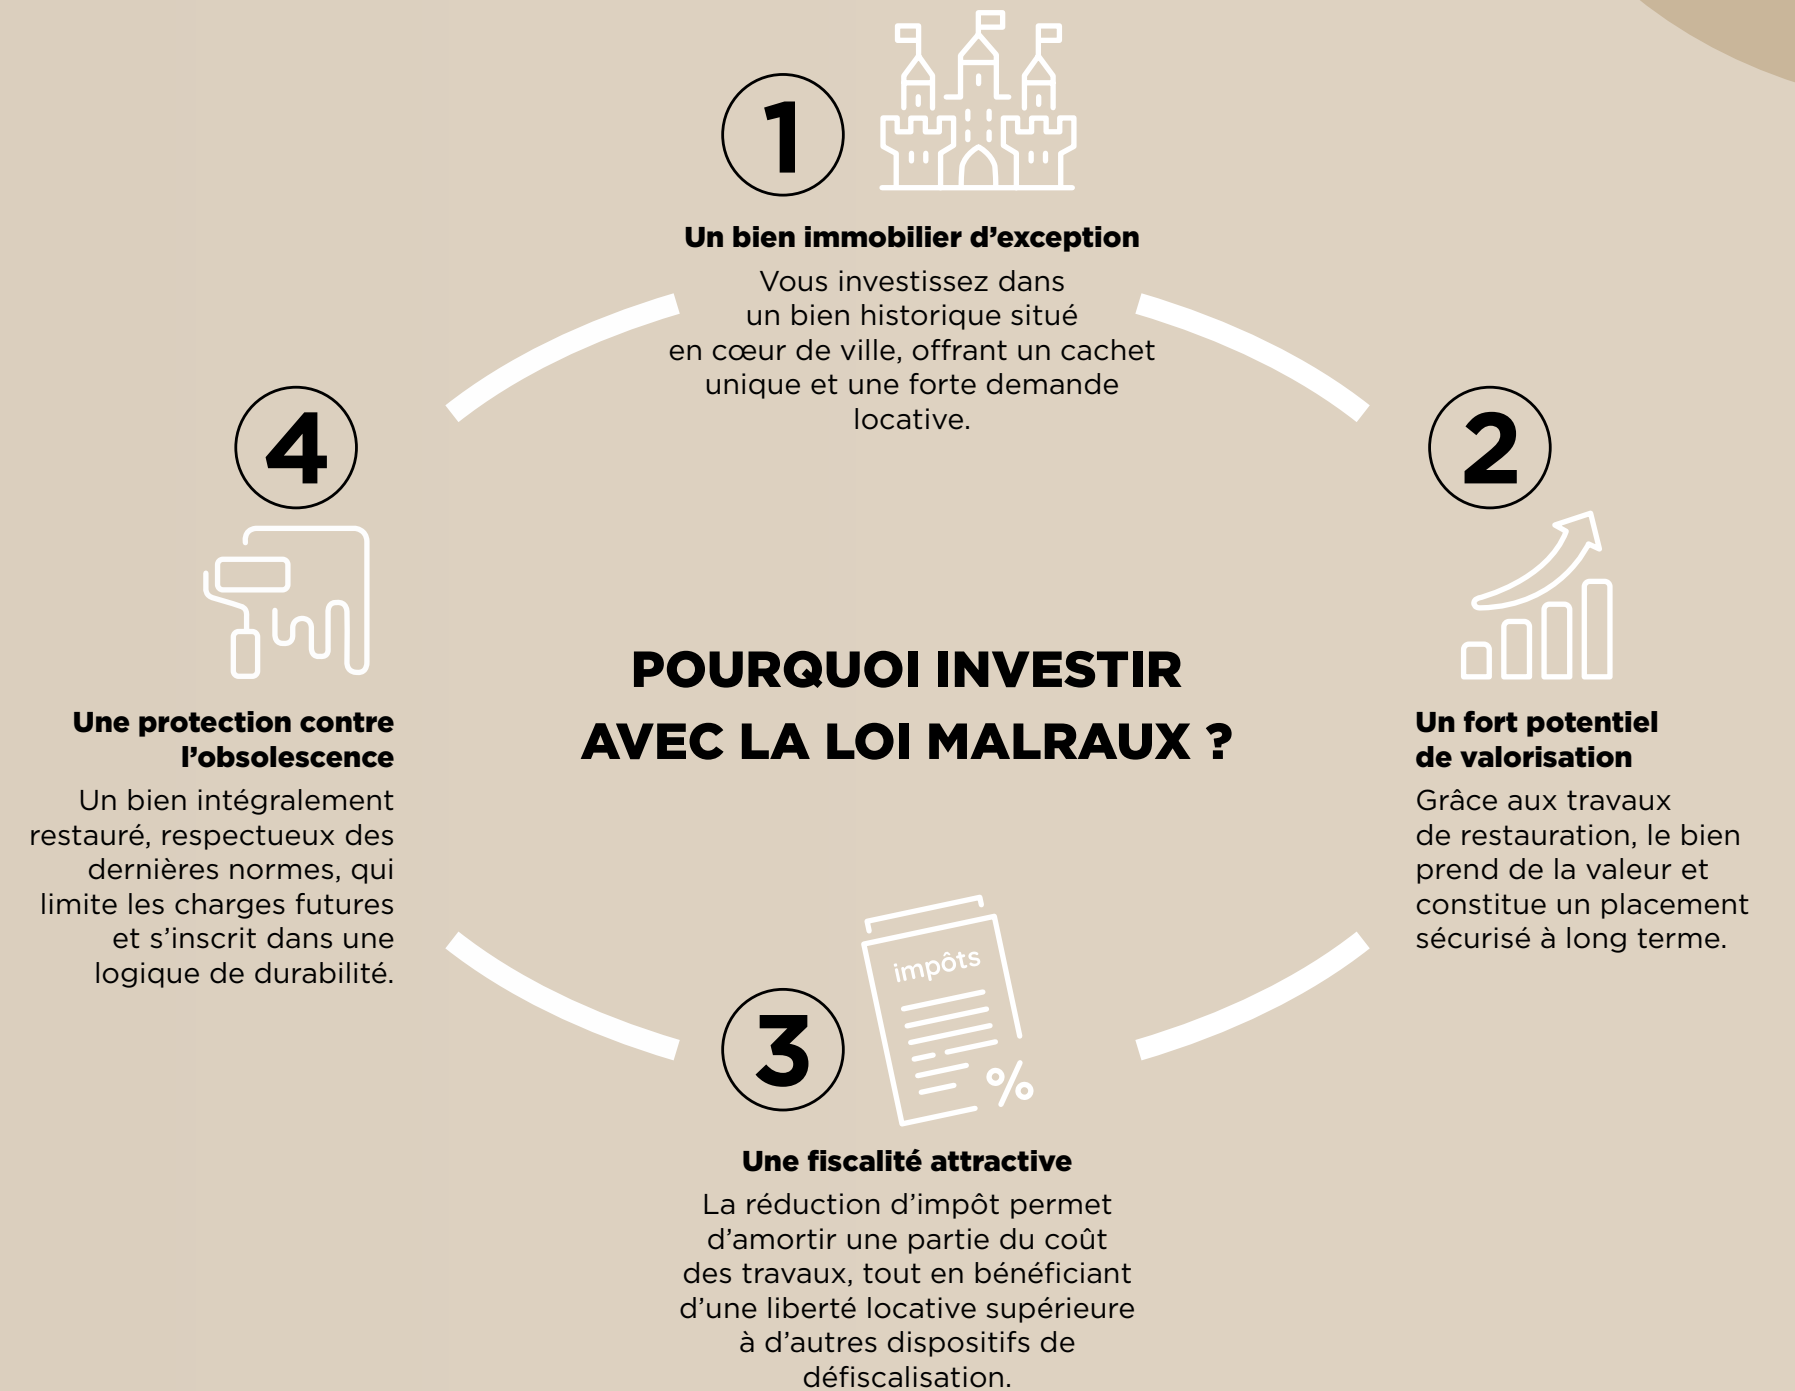 POURQUOI INVESTIR
AVEC LA LOI MALRAUX ?
1
Un bien immobilier d’exception
Vous investissez dans
un bien historique situé
en cœur de ville, offrant un cachet
unique et une forte demande
locative.
2
Un fort potentiel
de valorisation
Grâce aux travaux
de restauration, le bien
prend de la valeur et
constitue un placement
sécurisé à long terme.
3
impôts
%
Une fiscalité attractive
La réduction d’impôt permet
d’amortir une partie du coût
des travaux, tout en bénéficiant
d’une liberté locative supérieure
à d’autres dispositifs de
défiscalisation.
4
Une protection contre
l’obsolescence
Un bien intégralement
restauré, respectueux des
dernières normes, qui
limite les charges futures
et s’inscrit dans une
logique de durabilité.